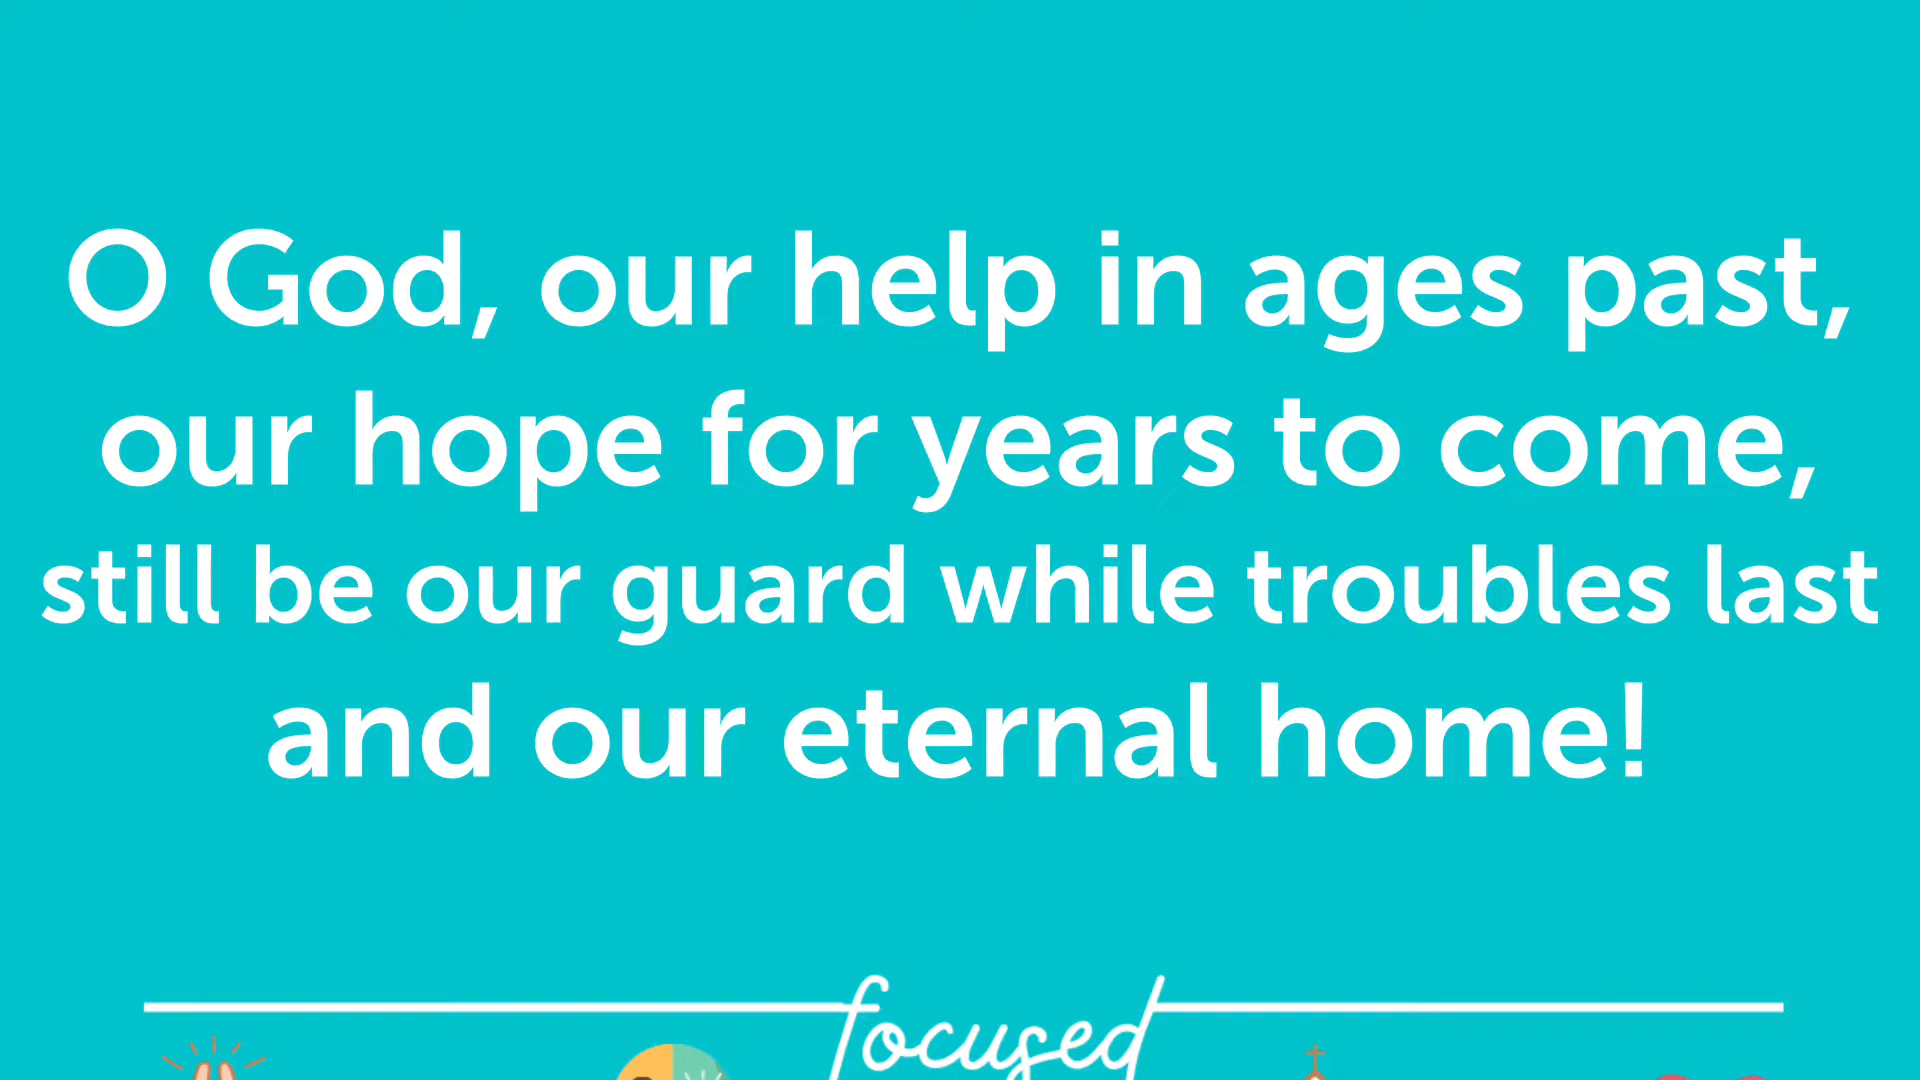 O God, our help in ages past,
our hope for years to come,
still be our guard while troubles last
and our eternal home!
focused